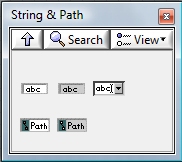 String & Path
Search View
abc abc abc
Path Path